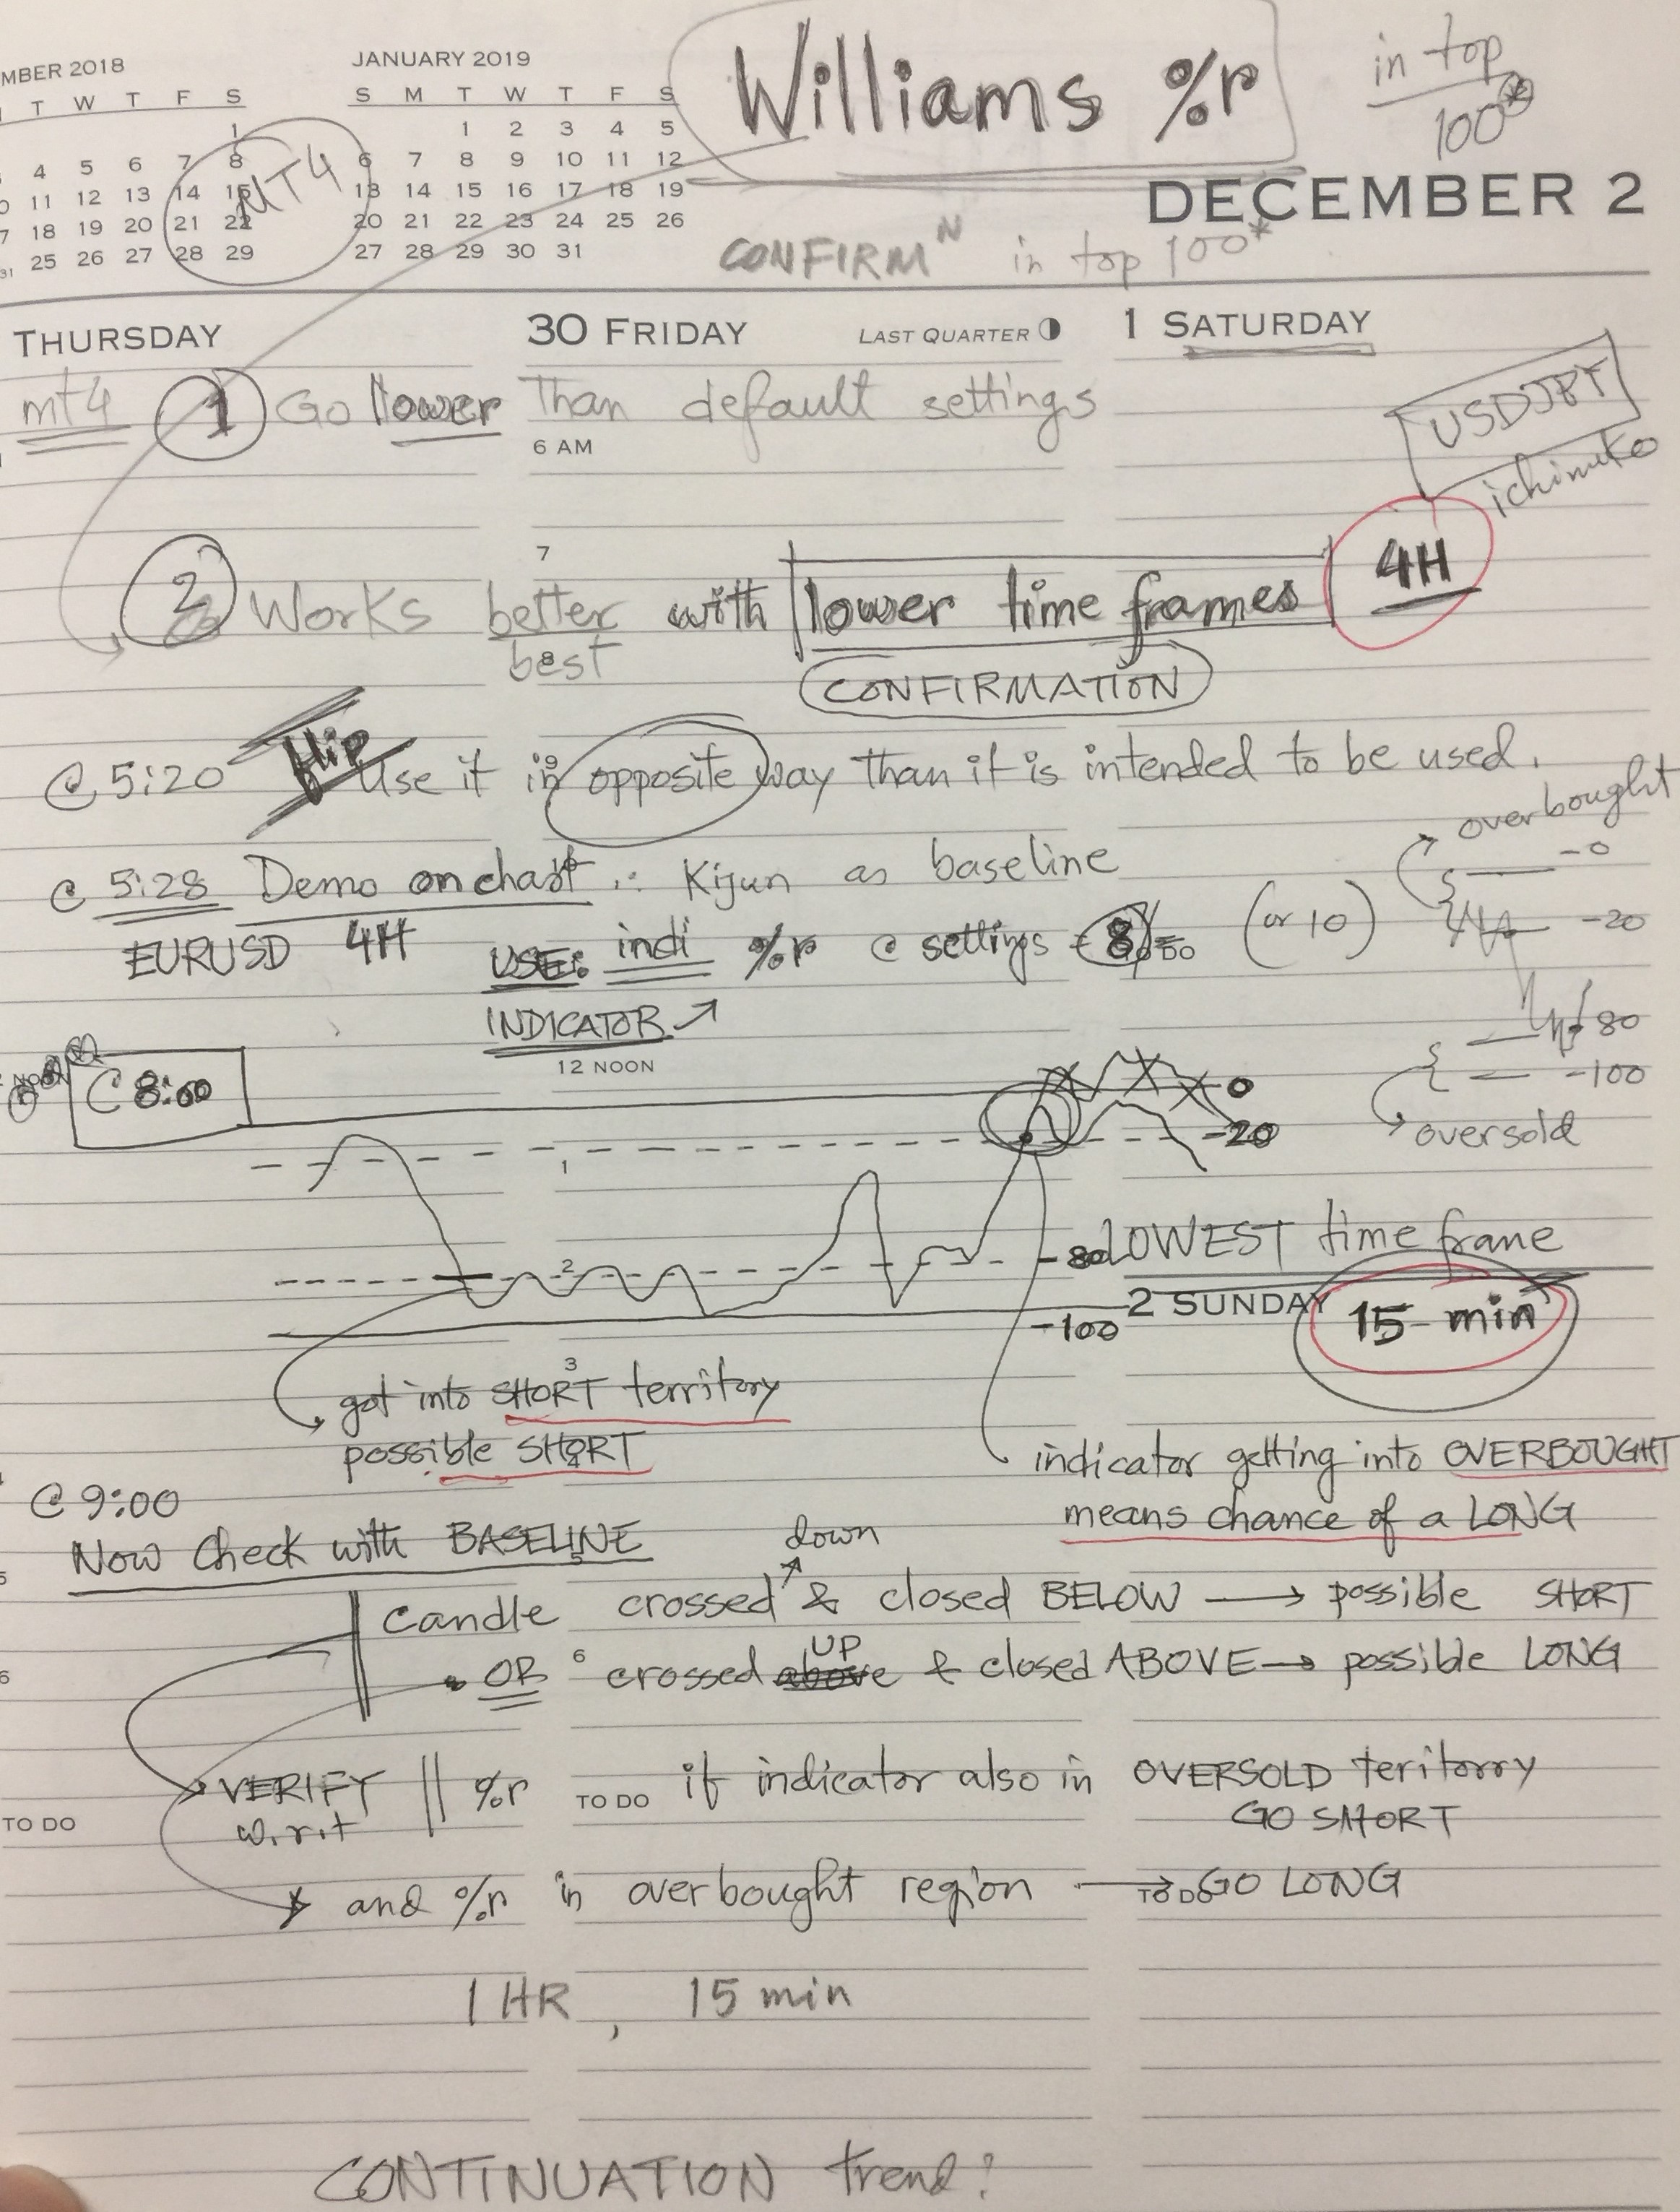 MBER 2018
T W T F S
1
4 5 6 7 8
11 12 13 14 15
18 19 20 21 22
25 26 27 28 29
31
MT4
JANUARY 2019
S M T W T F S
1 2 3 4 5
6 7 8 9 10 11 12
13 14 15 16 17 18 19
20 21 22 23 24 25 26
27 28 29 30 31
Williams %r
in top
100*
DECEMBER 2
CONFIRM N in top 100*
THURSDAY
30 FRIDAY LAST QUARTER
1 SATURDAY
mt4 1 Go lower Than default settings
6 AM
USDJPY
ichimuko
7
2 Works better with lower time frames 4H
8
best
CONFIRMATION
@ 5:20 flip Use it in opposite way than it is intended to be used.
overbought
-0
-20
80
-100
oversold
@ 5:28 Demo on chart : Kijun as baseline
EURUSD 4H USE: indi %r @ settings 8 (or 10)
TO DO
INDICATOR
12 NOON
NOON
@ 8:00
0
-20
1
2
-80
-100
LOWEST time frame
2 SUNDAY
15 min
3
got into SHORT territory
possible SHORT
4
indicator getting into OVERBOUGHT
means chance of a LONG
@ 9:00
Now Check with BASELINE
5
down
candle crossed & closed BELOW → possible SHORT
UP
OR 6 crossed above & closed ABOVE → possible LONG
6
VERIFY || %r TO DO if indicator also in OVERSOLD teritorry
w.r.t GO SHORT
TO DO
and %r in overbought region → GO LONG
TO DO
1 HR , 15 min
CONTINUATION trend?